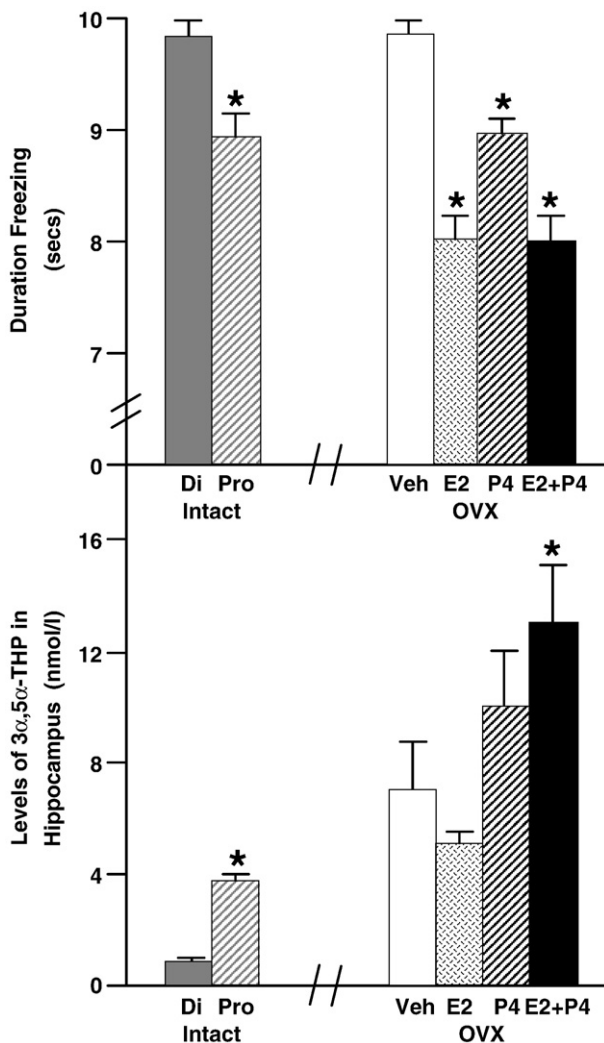 Duration Freezing
(secs)
10
9
8
7
0
*
*
*
*
Di Pro
Intact
Veh E2 P4 E2+P4
OVX
Levels of 3α,5α-THP in
Hippocampus (nmol/l)
16
12
8
4
0
*
*
Di Pro
Intact
Veh E2 P4 E2+P4
OVX